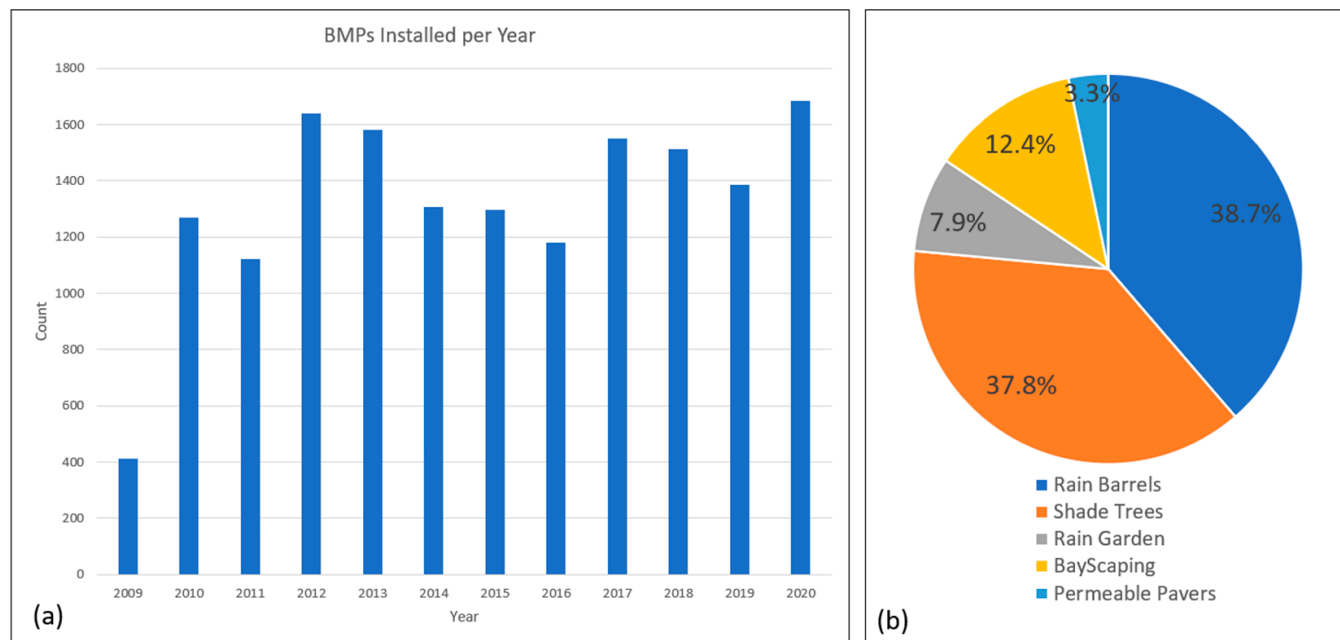 BMPs Installed per Year
Count
1800
1600
1400
1200
1000
800
600
400
200
0
2009 2010 2011 2012 2013 2014 2015 2016 2017 2018 2019 2020
Year
(a)
3.3%
12.4%
38.7%
7.9%
37.8%
Rain Barrels
Shade Trees
Rain Garden
BayScaping
Permeable Pavers
(b)